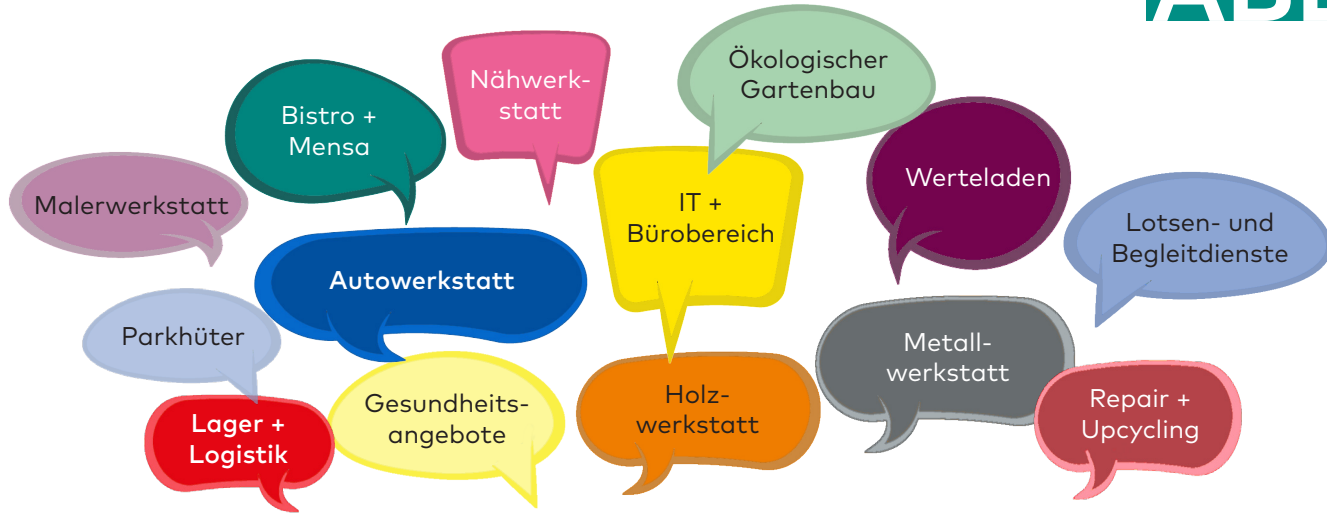 Ökologischer
Gartenbau
Nähwerk-
statt
Bistro +
Mensa
Malerwerkstatt
IT +
Bürobereich
Werteladen
Lotsen- und
Begleitdienste
Autowerkstatt
Parkhüter
Metall-
werkstatt
Gesundheits-
angebote
Holz-
werkstatt
Repair +
Upcycling
Lager +
Logistik